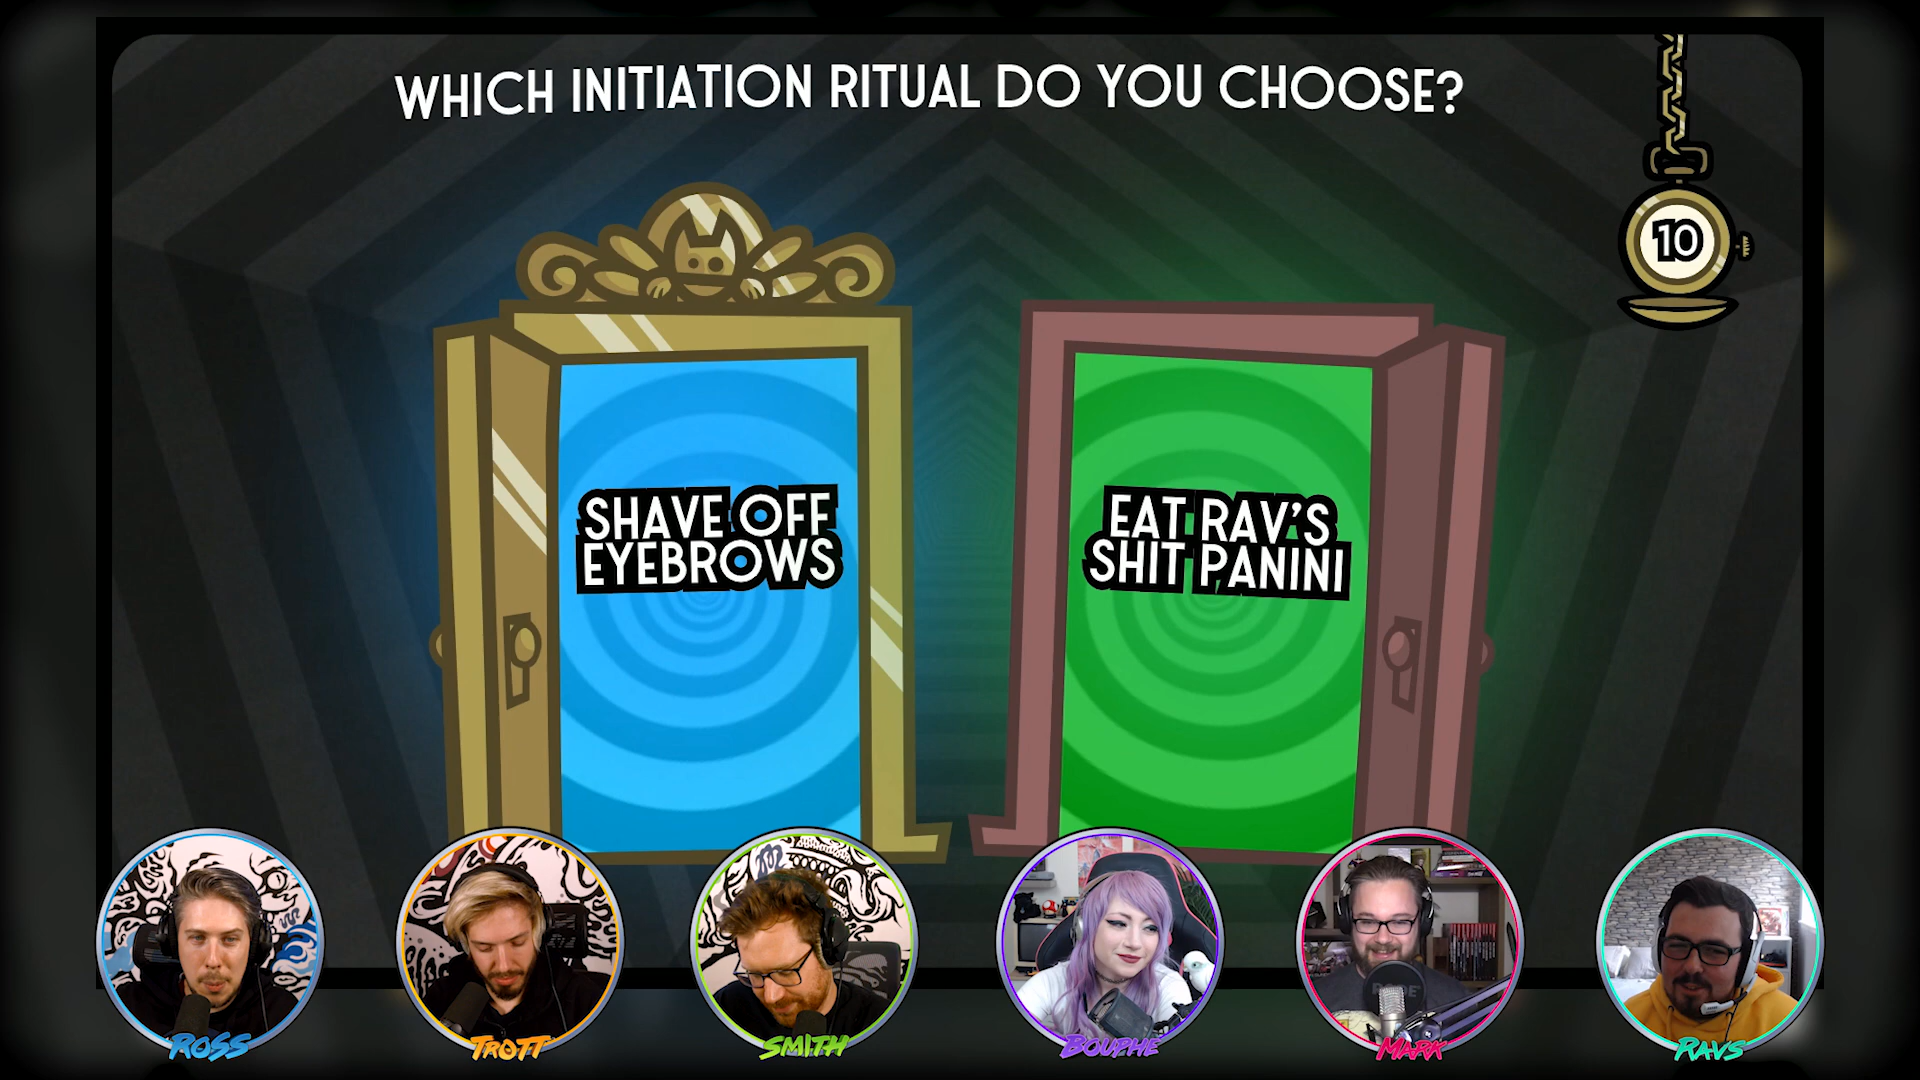 WHICH INITIATION RITUAL DO YOU CHOOSE?
10
SHAVE OFF
EYEBROWS
EAT RAV'S
SHIT PANINI
ROSS
TROTT
SMITH
BOUPHE
MARK
RAVS